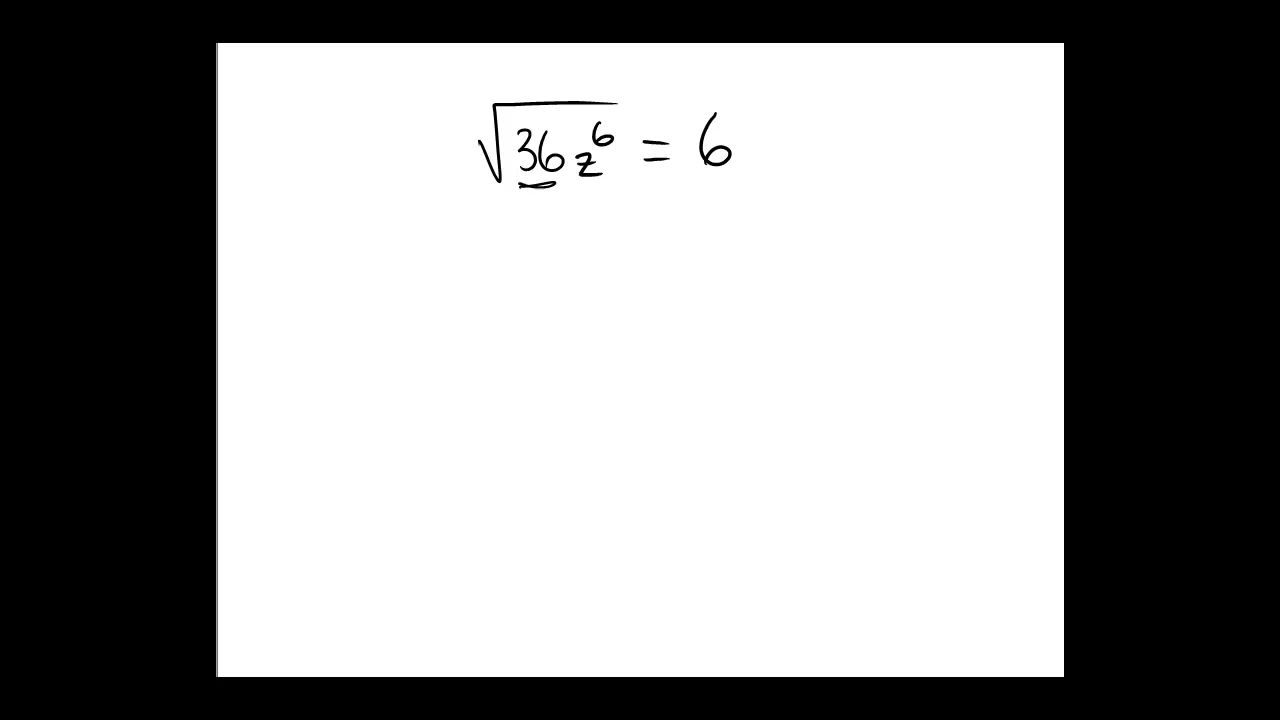 √36z⁶ = 6